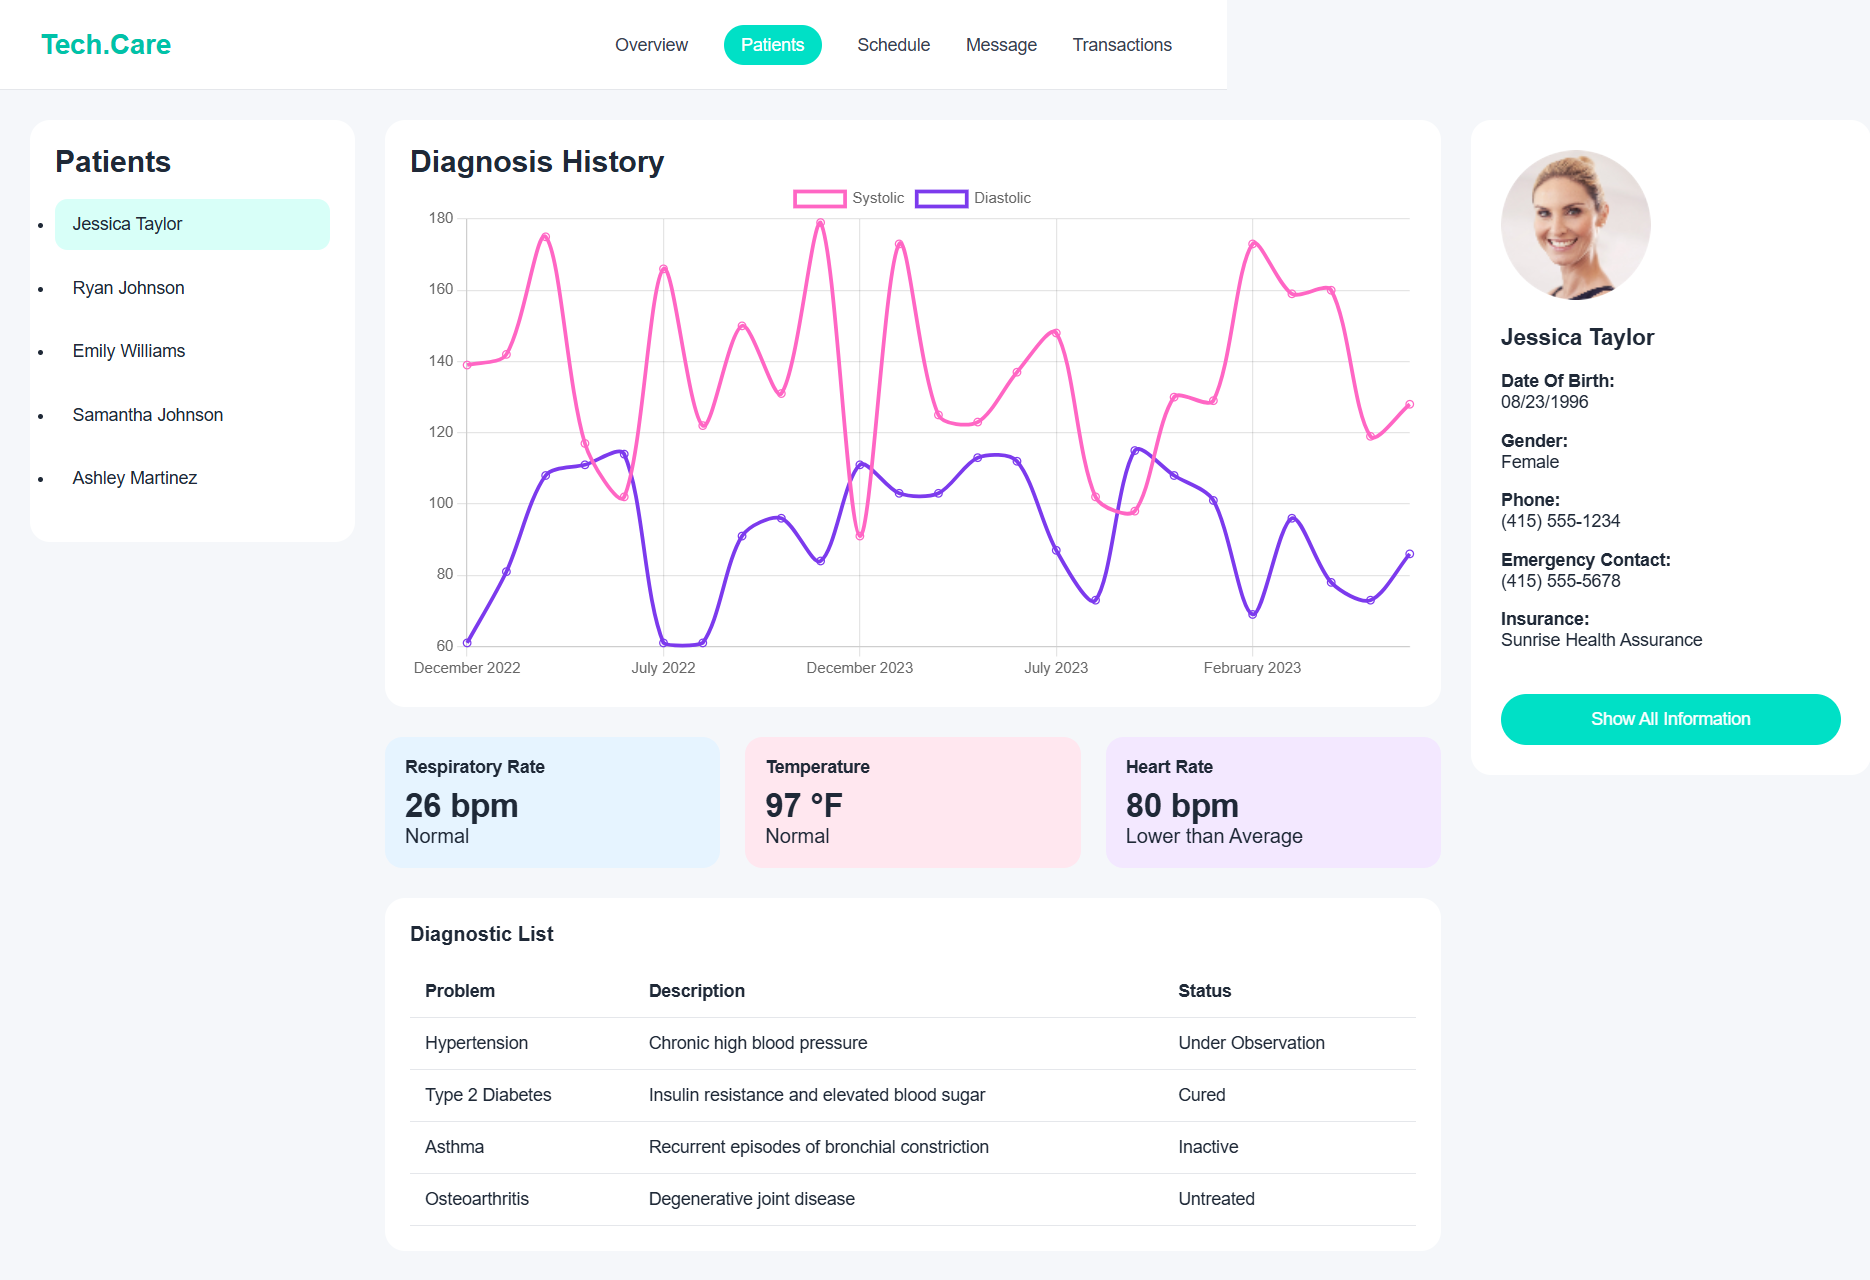 Tech.Care
Overview
Patients
Schedule
Message
Transactions
Patients
Jessica Taylor
Ryan Johnson
Emily Williams
Samantha Johnson
Ashley Martinez
Diagnosis History
Systolic
Diastolic
180
160
140
120
100
80
60
December 2022
July 2022
December 2023
July 2023
February 2023
Respiratory Rate
26 bpm
Normal
Temperature
97 °F
Normal
Heart Rate
80 bpm
Lower than Average
Diagnostic List
Problem Description Status
Hypertension Chronic high blood pressure Under Observation
Type 2 Diabetes Insulin resistance and elevated blood sugar Cured
Asthma Recurrent episodes of bronchial constriction Inactive
Osteoarthritis Degenerative joint disease Untreated
Jessica Taylor
Date Of Birth:
08/23/1996
Gender:
Female
Phone:
(415) 555-1234
Emergency Contact:
(415) 555-5678
Insurance:
Sunrise Health Assurance
Show All Information